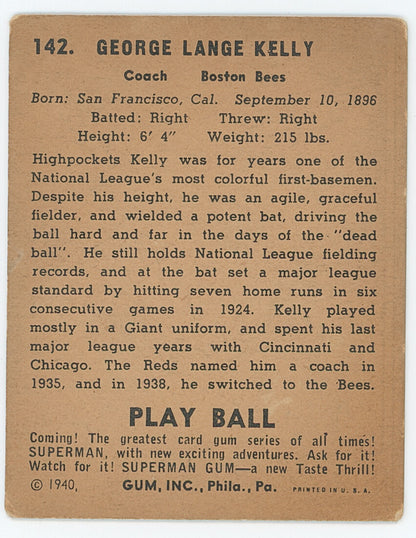 142. GEORGE LANGE KELLY
Coach Boston Bees
Born: San Francisco, Cal. September 10, 1896
Batted: Right Threw: Right
Height: 6' 4" Weight: 215 lbs.
Highpockets Kelly was for years one of the
National League's most colorful first-basemen.
Despite his height, he was an agile, graceful
fielder, and wielded a potent bat, driving the
ball hard and far in the days of the "dead
ball". He still holds National League fielding
records, and at the bat set a major league
standard by hitting seven home runs in six
consecutive games in 1924. Kelly played
mostly in a Giant uniform, and spent his last
major league years with Cincinnati and
Chicago. The Reds named him a coach in
1935, and in 1938, he switched to the Bees.
PLAY BALL
Coming! The greatest card gum series of all times!
SUPERMAN, with new exciting adventures. Ask for it!
Watch for it! SUPERMAN GUM—a new Taste Thrill!
© 1940, GUM, INC., Phila., Pa. PRINTED IN U. S. A.